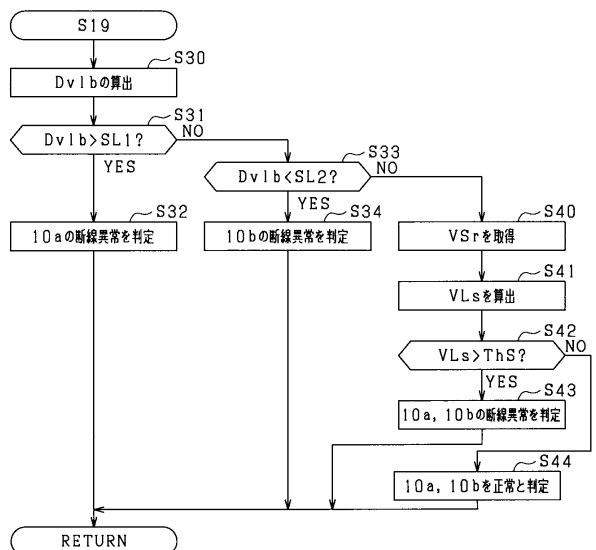 S19
S30
Dvlbの算出
S31
Dvlb>SL1?
NO
YES
S33
Dvlb<SL2?
NO
YES
S32
10aの断線異常を判定
S34
10bの断線異常を判定
S40
VSrを取得
S41
VLsを算出
S42
VLs>ThS?
NO
YES
S43
10a, 10bの断線異常を判定
S44
10a, 10bを正常と判定
RETURN